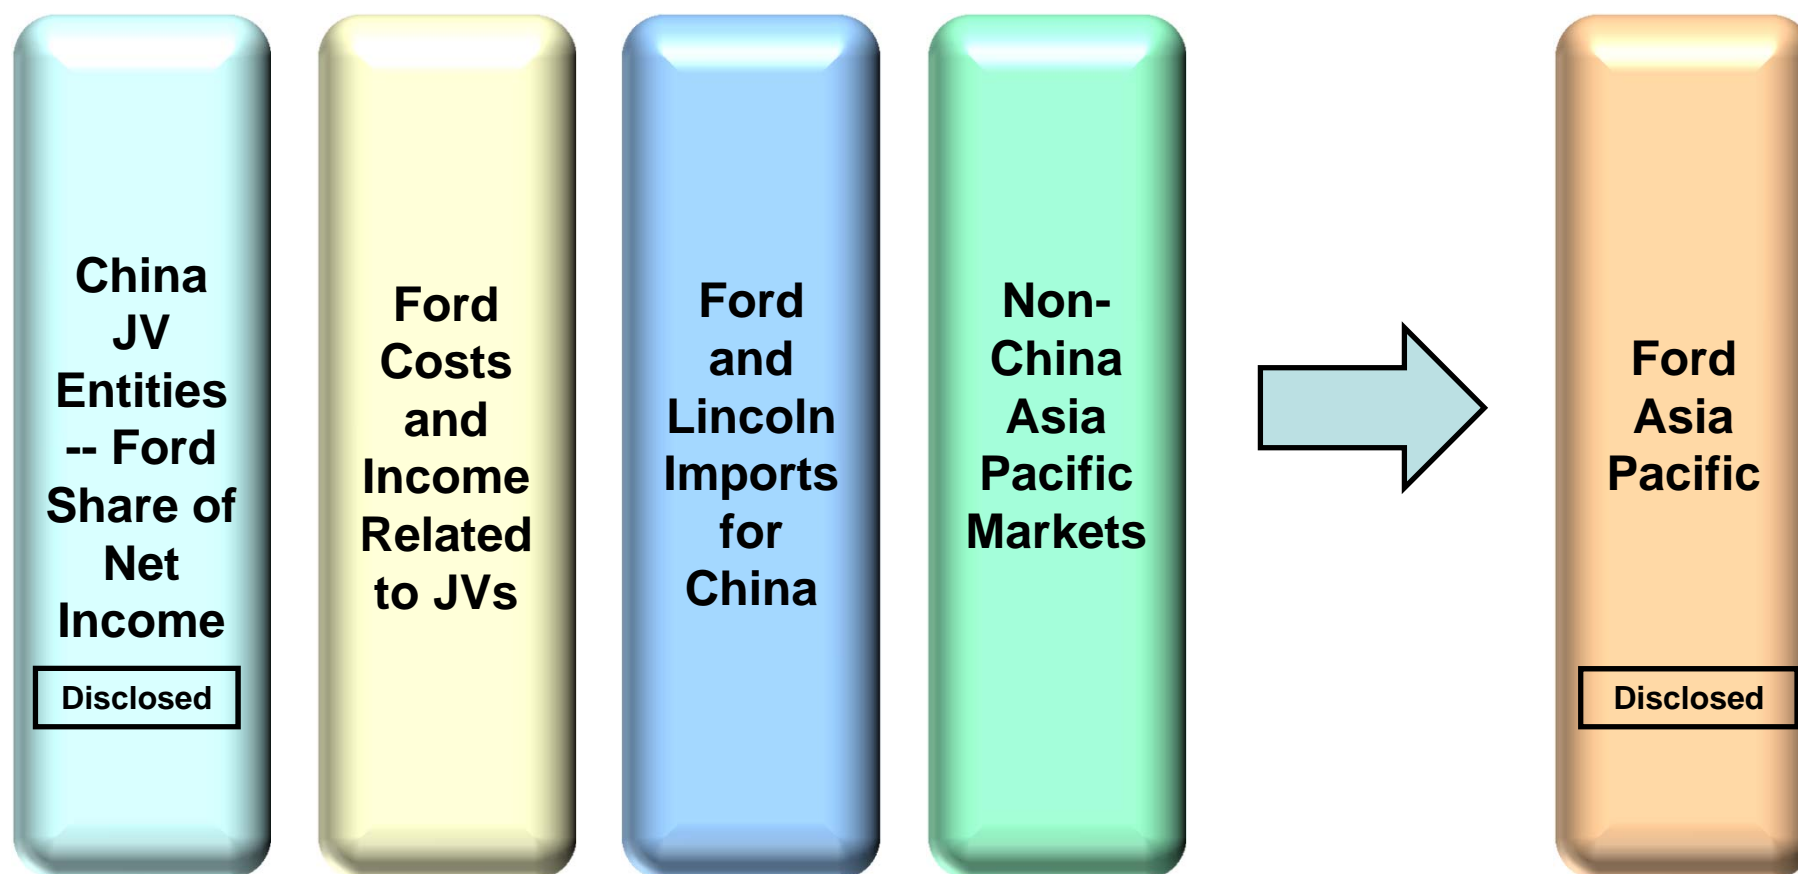 China
JV
Entities
-- Ford
Share of
Net
Income
Disclosed
Ford
Costs
and
Income
Related
to JVs
Ford
and
Lincoln
Imports
for
China
Non-
China
Asia
Pacific
Markets
Ford
Asia
Pacific
Disclosed